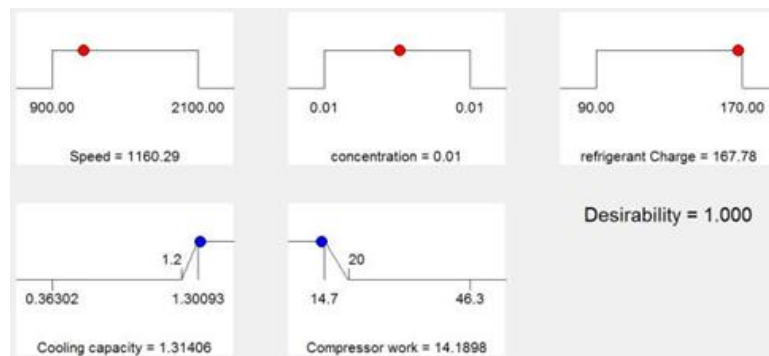 900.00 2100.00
Speed = 1160.29
0.01 0.01
concentration = 0.01
90.00 170.00
refrigerant Charge = 167.78
1.2
0.36302 1.30093
Cooling capacity = 1.31406
20
14.7 46.3
Compressor work = 14.1898
Desirability = 1.000